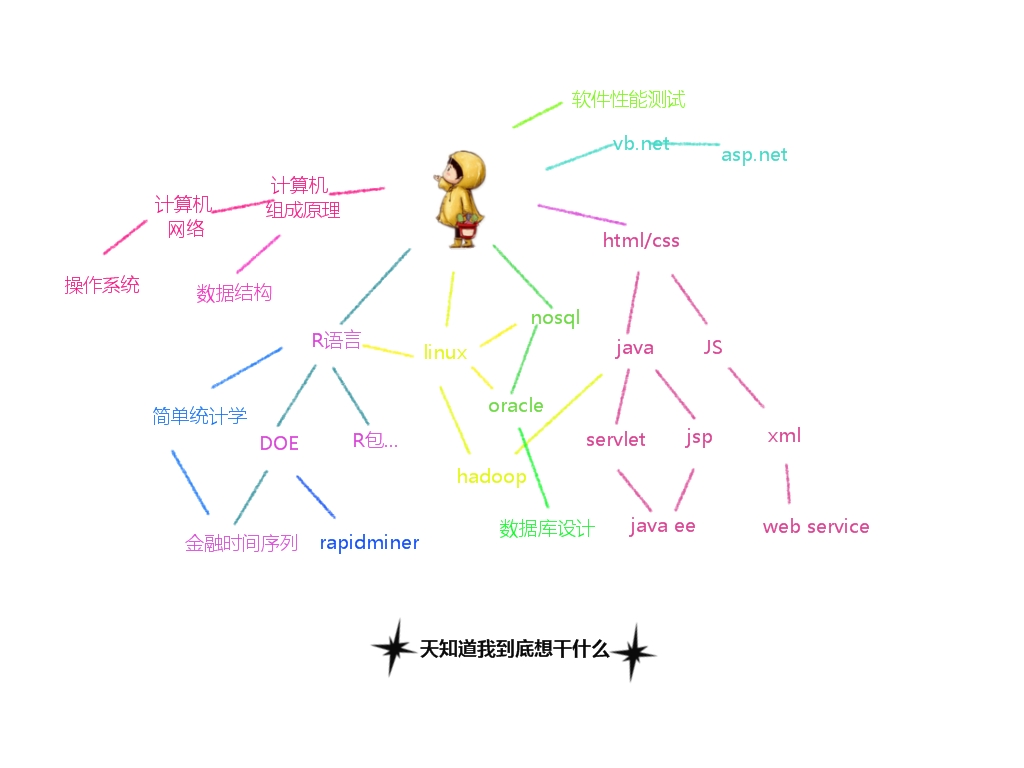 软件性能测试
vb.net
asp.net
计算机
组成原理
计算机
网络
html/css
操作系统
数据结构
nosql
R语言
linux
java
JS
简单统计学
oracle
DOE
R包...
servlet
jsp
xml
hadoop
数据库设计
java ee
web service
金融时间序列
rapidminer
天知道我到底想干什么